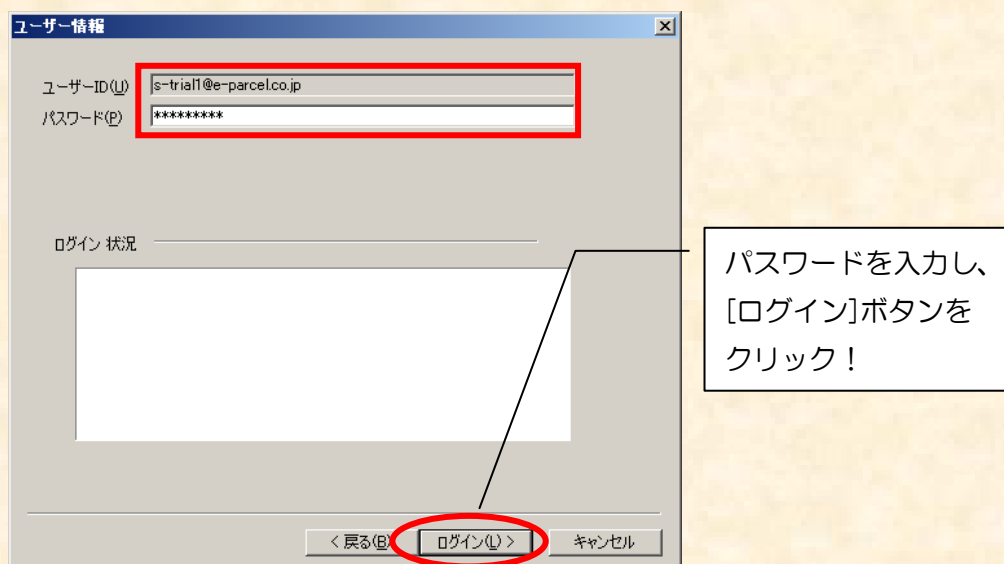 ユーザー情報
ユーザーID(U) s-trial1@e-parcel.co.jp
パスワード(P) *********
ログイン 状況
パスワードを入力し、
[ログイン]ボタンを
クリック！
< 戻る(B) ログイン(L) > キャンセル